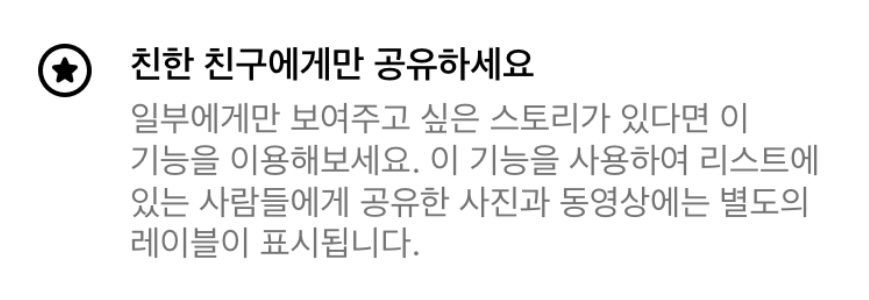 친한 친구에게만 공유하세요
일부에게만 보여주고 싶은 스토리가 있다면 이
기능을 이용해보세요. 이 기능을 사용하여 리스트에
있는 사람들에게 공유한 사진과 동영상에는 별도의
레이블이 표시됩니다.